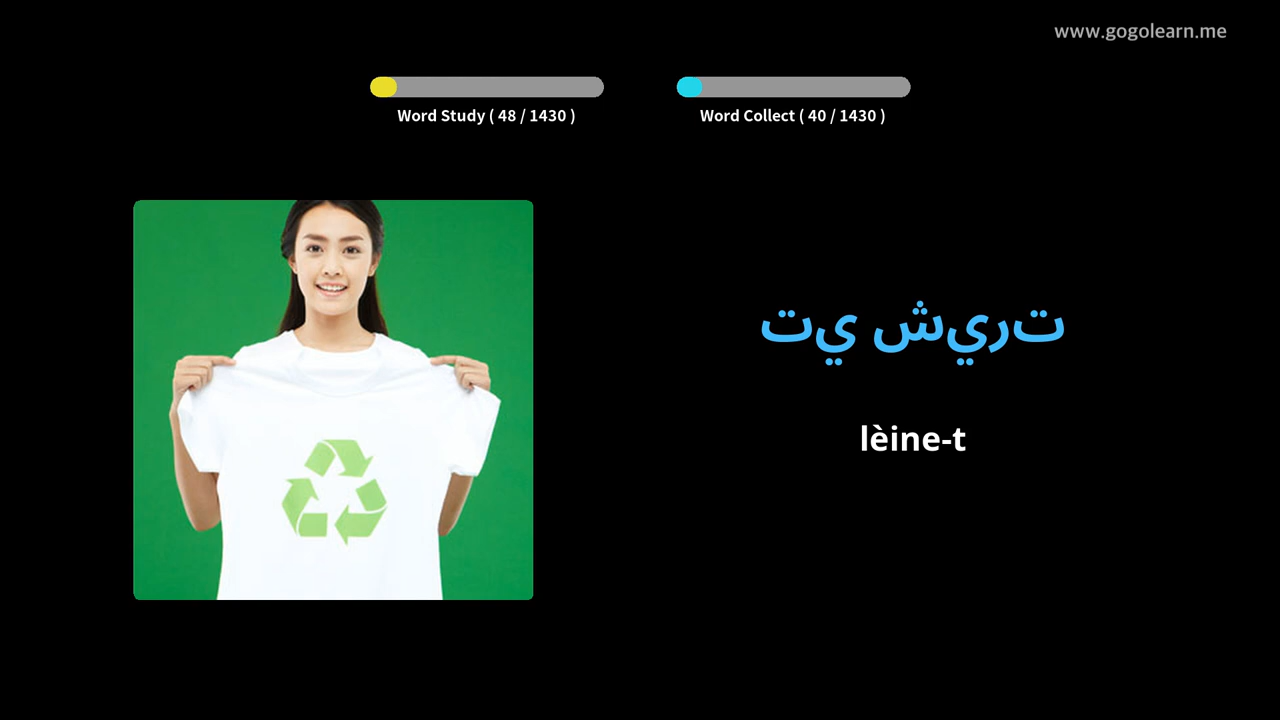 www.gogolearn.me
Word Study ( 48 / 1430 )
Word Collect ( 40 / 1430 )
تي شيرت
lèine-t